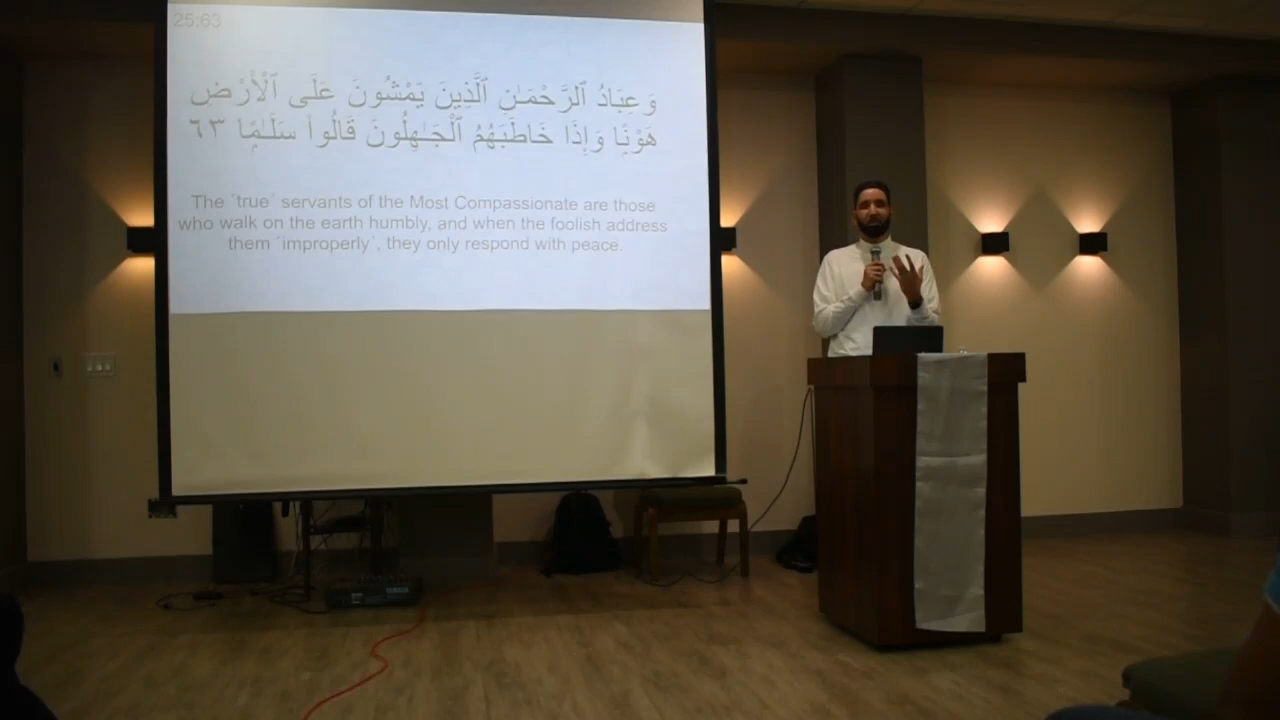 25:63
وَعِبَادُ ٱلرَّحْمَـٰنِ ٱلَّذِينَ يَمْشُونَ عَلَى ٱلْأَرْضِ
هَوْنًۭا وَإِذَا خَاطَبَهُمُ ٱلْجَـٰهِلُونَ قَالُوا۟ سَلَـٰمًۭا ٦٣
The ˹true˺ servants of the Most Compassionate are those
who walk on the earth humbly, and when the foolish address
them ˹improperly˺, they only respond with peace.